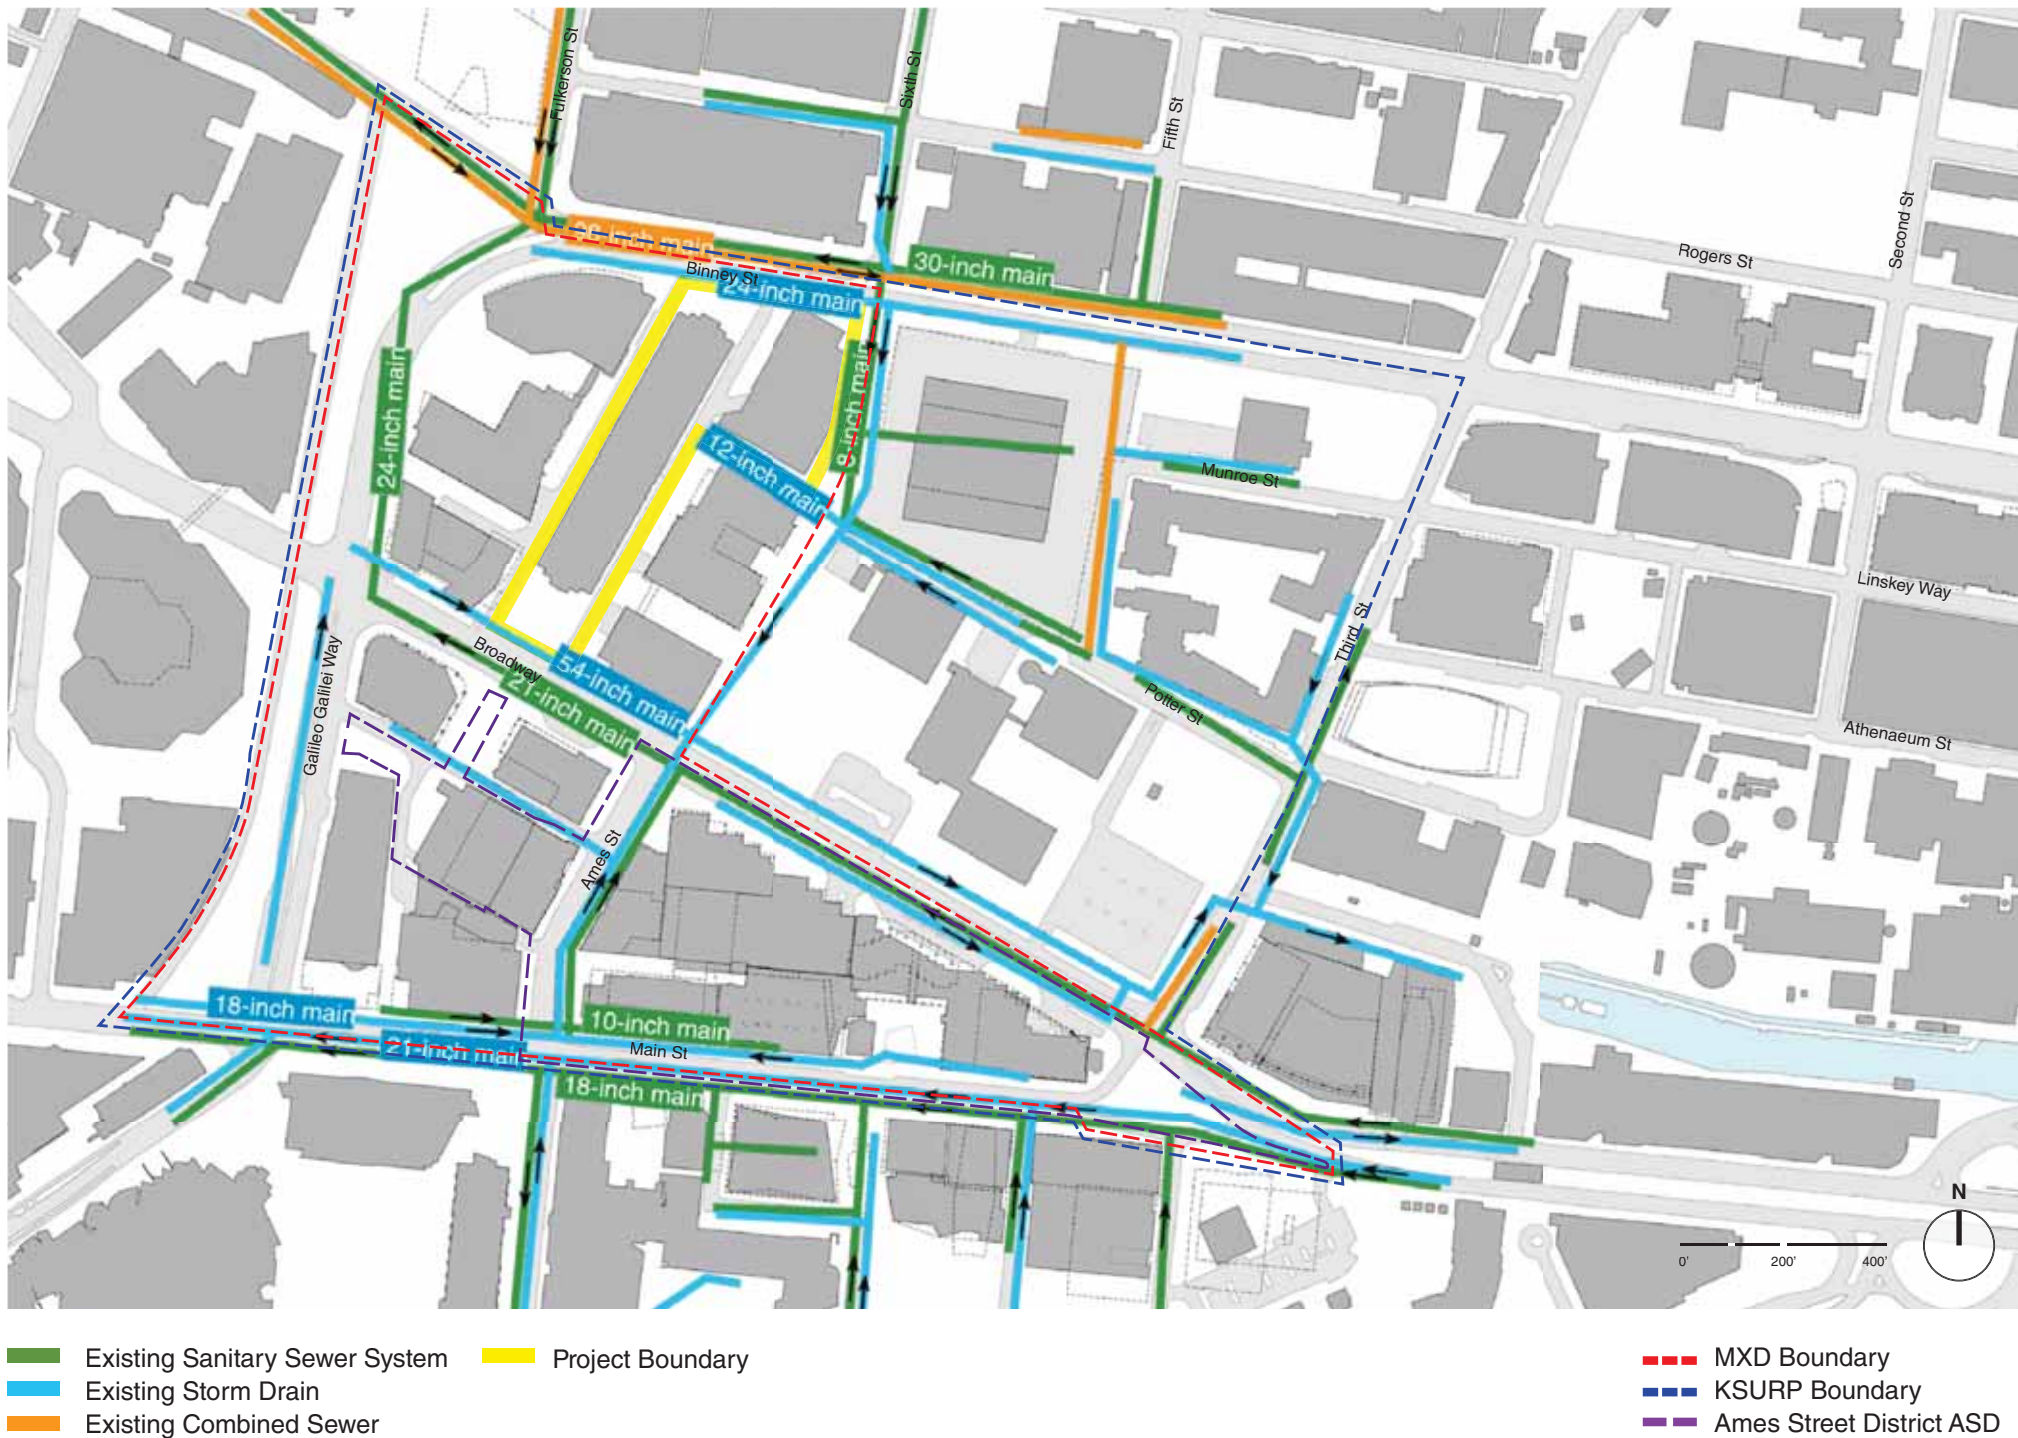 Fulkerson St
Sixth St
Fifth St
Second St
Rogers St
30-inch main
Binney St
24-inch main
24-inch main
12-inch main
Munroe St
Linskey Way
Third St
Galileo Galilei Way
Broadway
54-inch main
21-inch main
Potter St
Athenaeum St
Ames St
18-inch main
10-inch main
Main St
18-inch main
N
0'
200'
400'
Existing Sanitary Sewer System
Existing Storm Drain
Existing Combined Sewer
Project Boundary
MXD Boundary
KSURP Boundary
Ames Street District ASD